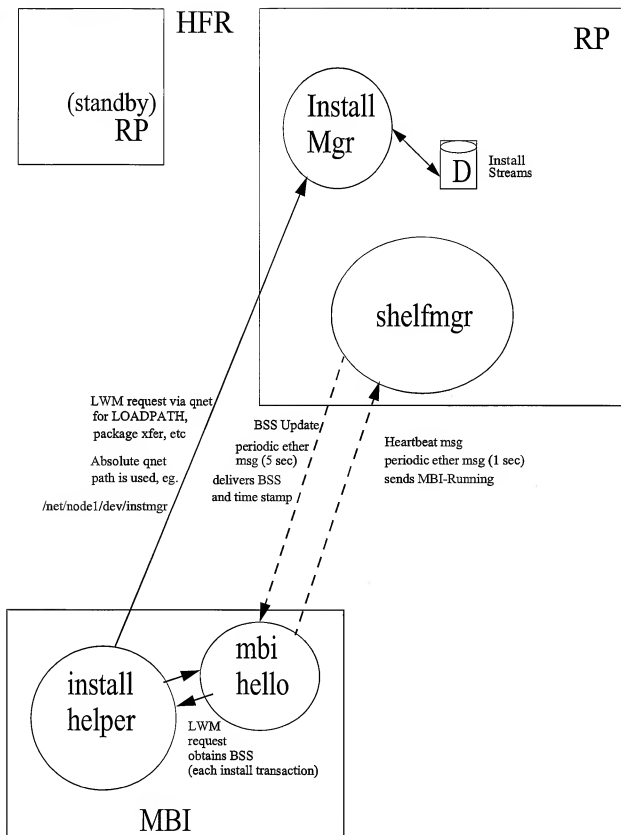 HFR
(standby)
RP
RP
Install
Mgr
D
Install
Streams
shelfmgr
LWM request via qnet
for LOADPATH,
package xfer, etc
Absolute qnet
path is used, eg.
/net/node1/dev/instmgr
BSS Update
periodic ether
msg (5 sec)
delivers BSS
and time stamp
Heartbeat msg
periodic ether msg (1 sec)
sends MBI-Running
install
helper
mbi
hello
LWM
request
obtains BSS
(each install transaction)
MBI